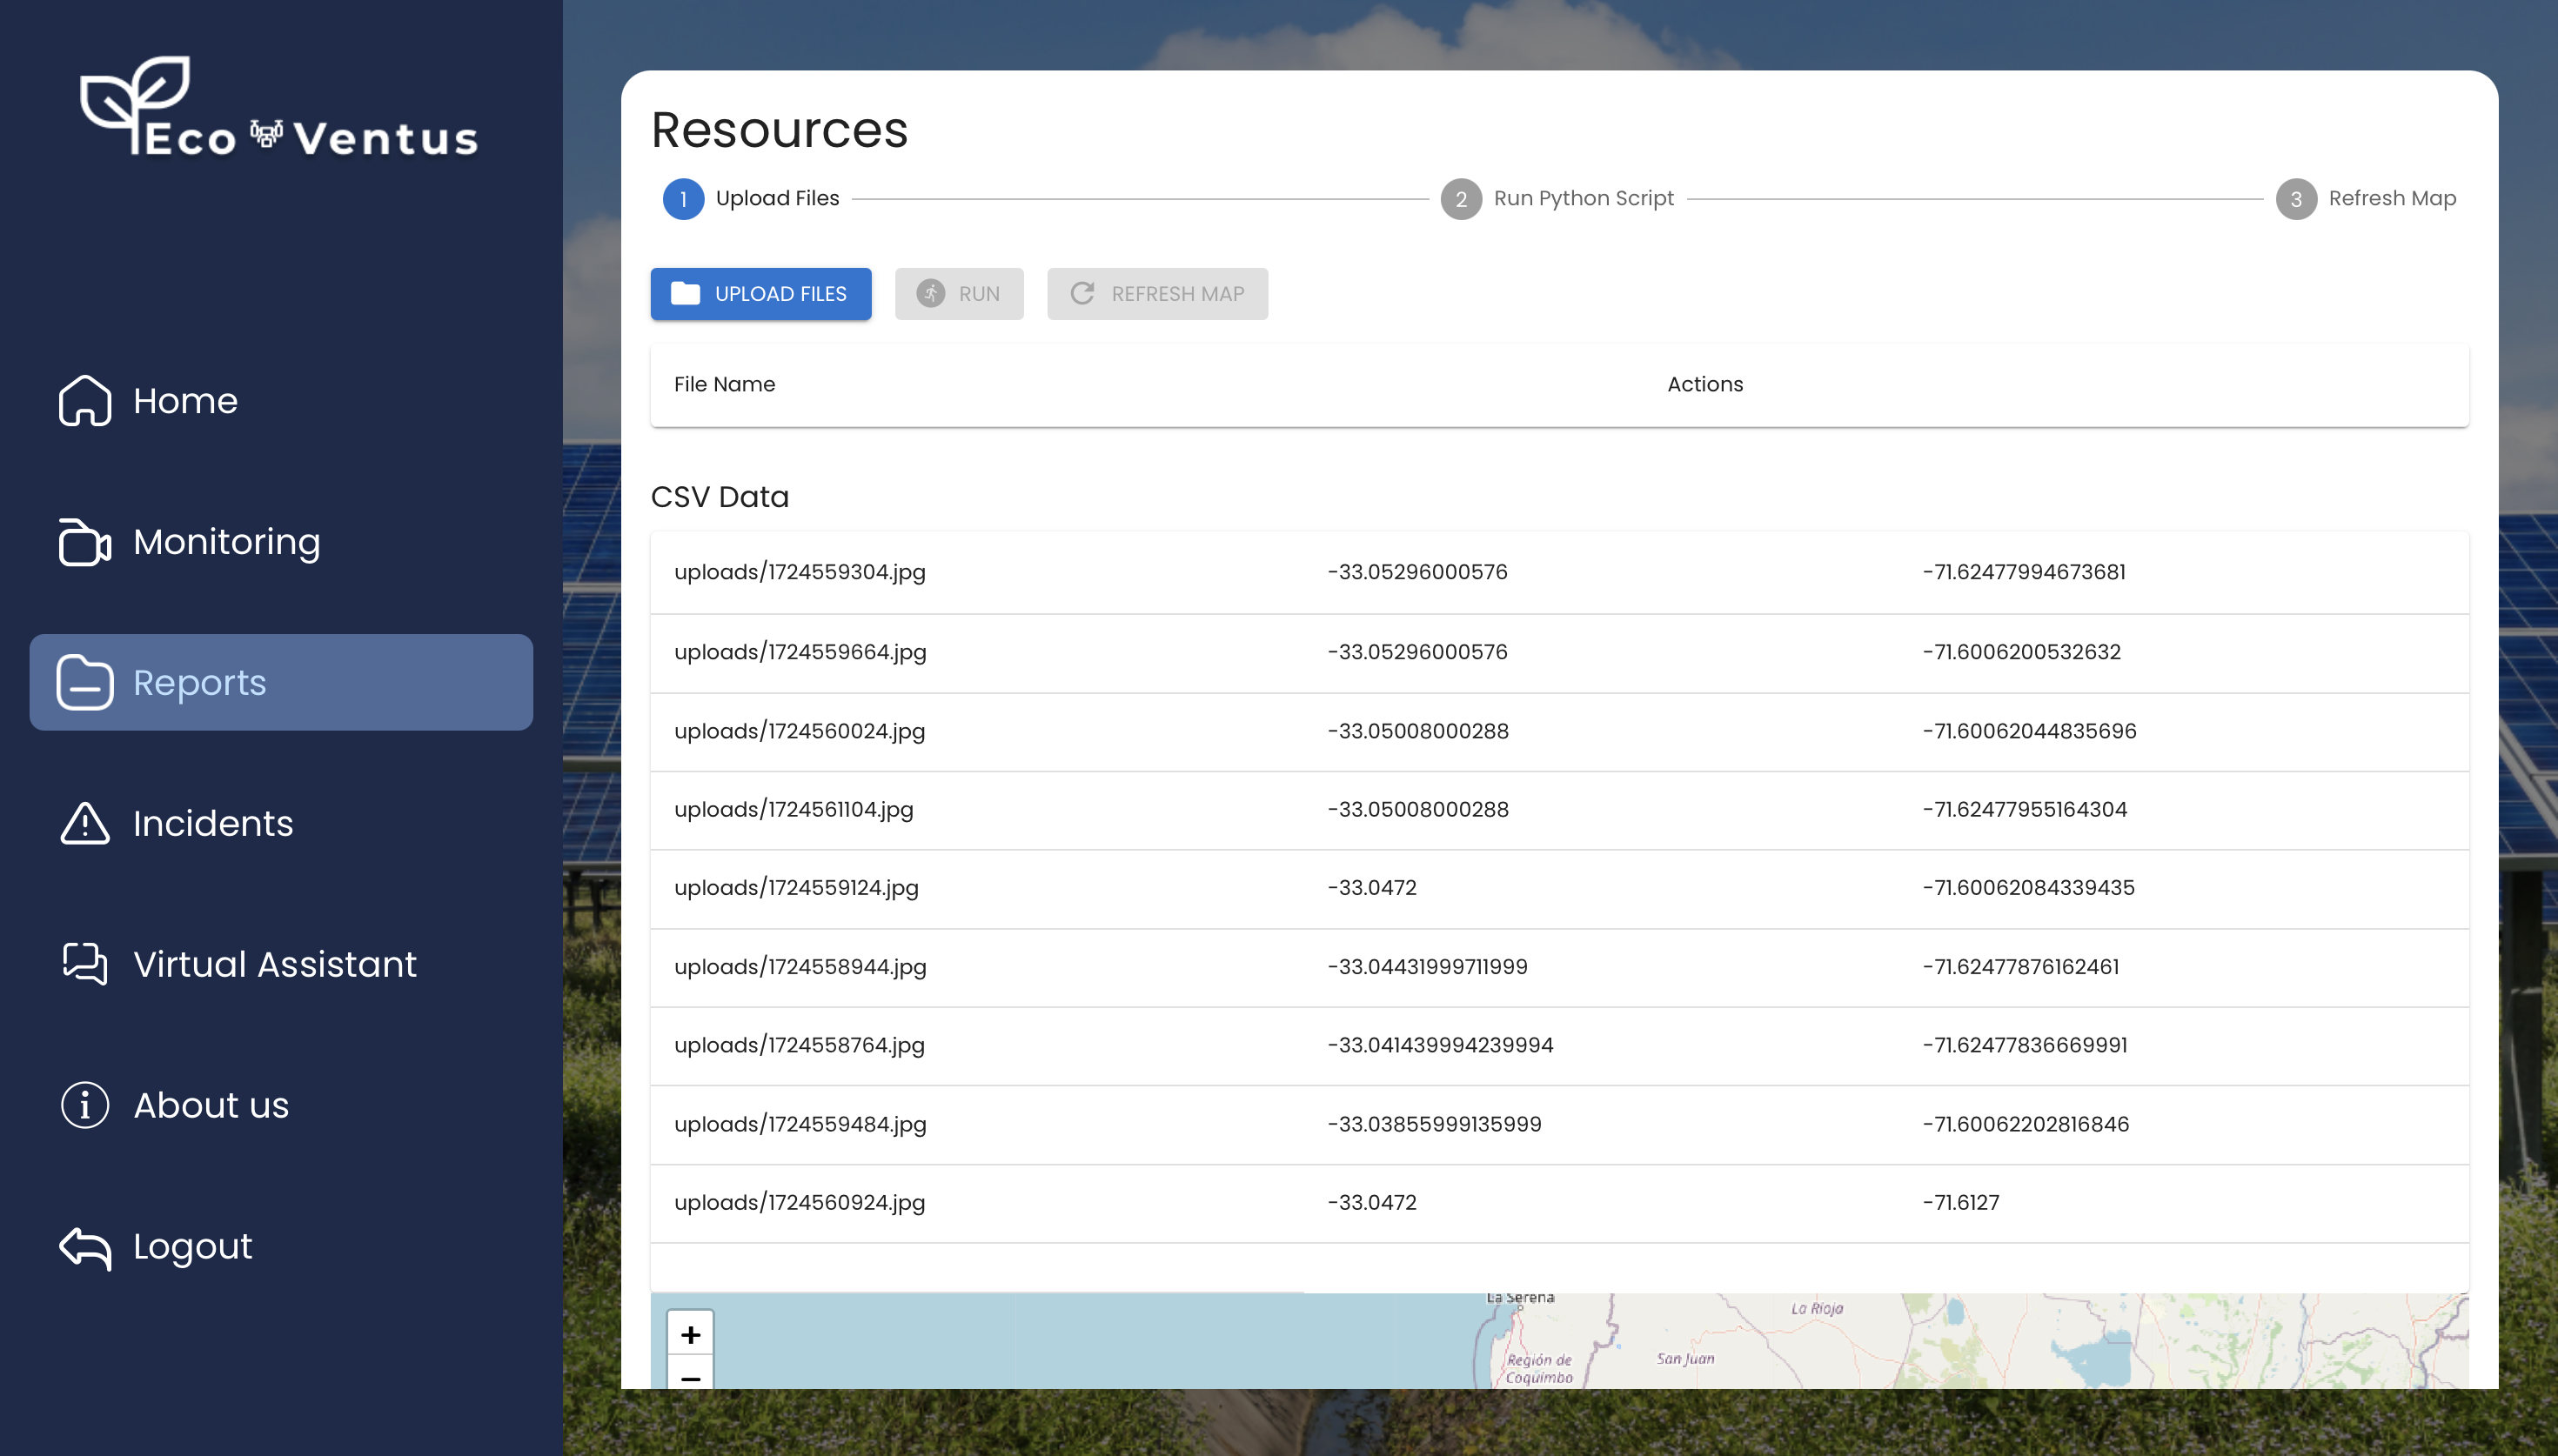 Eco Ventus
Home
Monitoring
Reports
Incidents
Virtual Assistant
About us
Logout
Resources
1 Upload Files
2 Run Python Script
3 Refresh Map
UPLOAD FILES
RUN
REFRESH MAP
File Name Actions
CSV Data
uploads/1724559304.jpg -33.05296000576 -71.62477994673681
uploads/1724559664.jpg -33.05296000576 -71.6006200532632
uploads/1724560024.jpg -33.05008000288 -71.60062044835696
uploads/1724561104.jpg -33.05008000288 -71.62477955164304
uploads/1724559124.jpg -33.0472 -71.60062084339435
uploads/1724558944.jpg -33.04431999711999 -71.62477876162461
uploads/1724558764.jpg -33.041439994239994 -71.62477836669991
uploads/1724559484.jpg -33.03855999135999 -71.60062202816846
uploads/1724560924.jpg -33.0472 -71.6127
+
−
La Serena
La Rioja
San Juan
Región de
Coquimbo